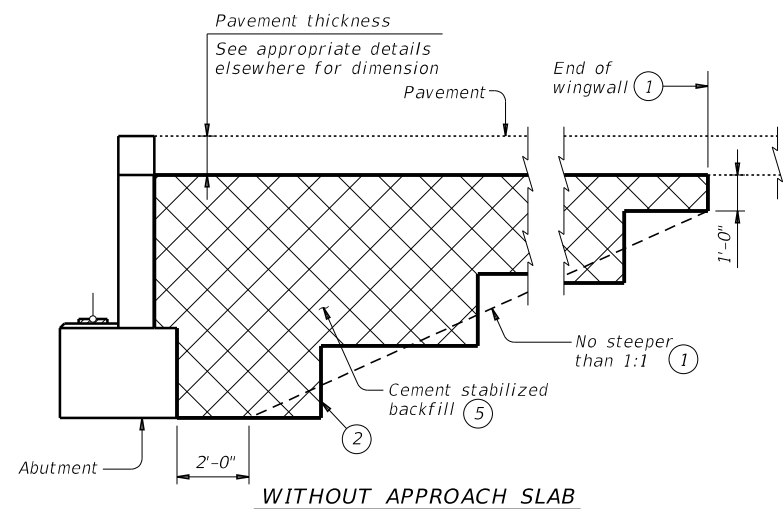 Pavement thickness
See appropriate details
elsewhere for dimension
Pavement
End of
wingwall 1
1'-0"
No steeper
than 1:1 1
Cement stabilized
backfill 5
2
Abutment
2'-0"
WITHOUT APPROACH SLAB